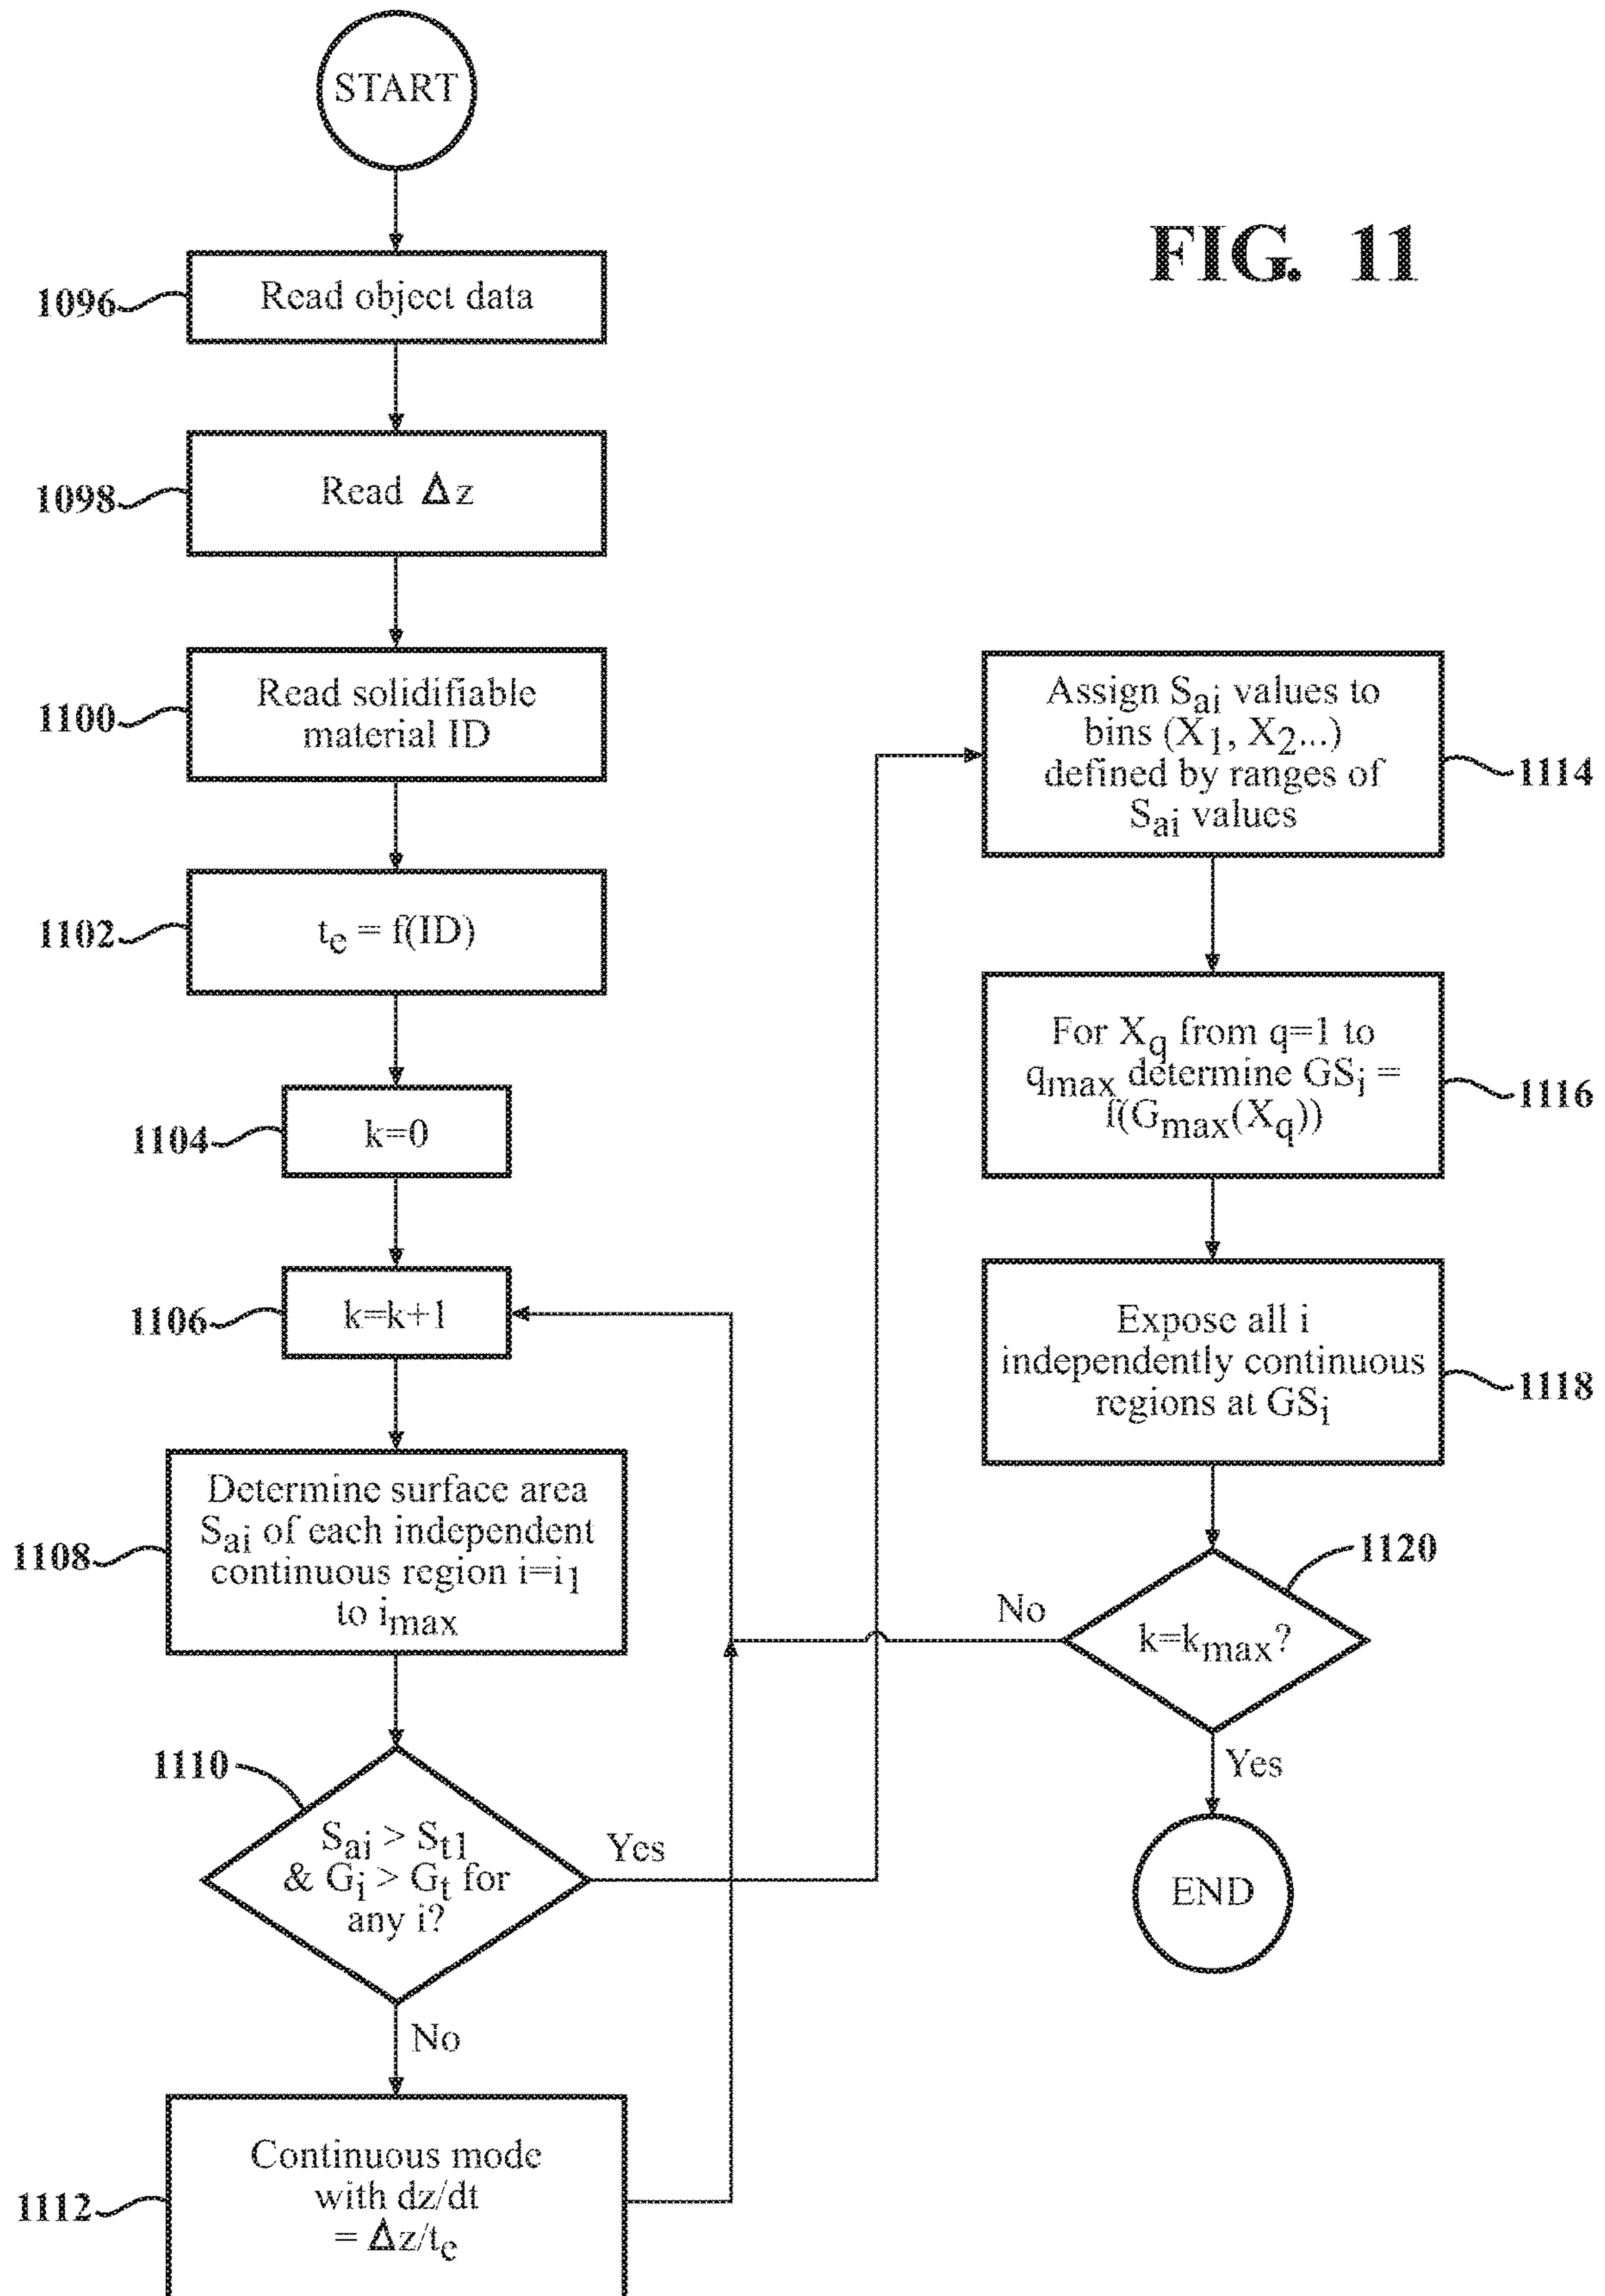 START
FIG. 11
1096
Read object data
1098
Read Δz
1100
Read solidifiable
material ID
1102
te = f(ID)
1104
k=0
1106
k=k+1
1108
Determine surface area
Sai of each independent
continuous region i=i1
to imax
1110
Sai > St1
& Gi > Gt for
any i?
Yes
No
1112
Continuous mode
with dz/dt
= Δz/te
Assign Sai values to
bins (X1, X2...)
defined by ranges of
Sai values
1114
For Xq from q=1 to
qmax determine GSi =
f(Gmax(Xq))
1116
Expose all i
independently continuous
regions at GSi
1118
1120
No
k=kmax?
Yes
END